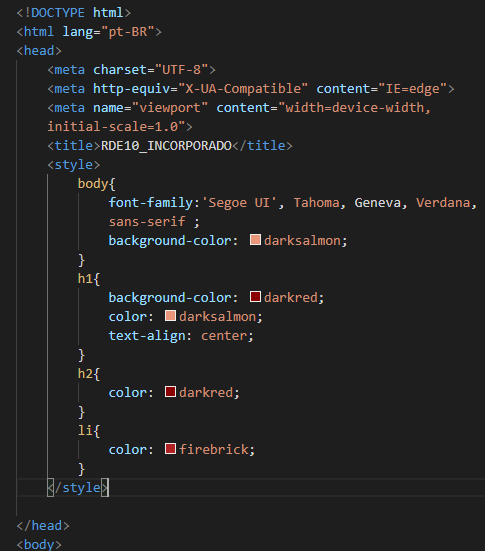 <!DOCTYPE html>
<html lang="pt-BR">
<head>
    <meta charset="UTF-8">
    <meta http-equiv="X-UA-Compatible" content="IE=edge">
    <meta name="viewport" content="width=device-width,
    initial-scale=1.0">
    <title>RDE10_INCORPORADO</title>
    <style>
        body{
            font-family:'Segoe UI', Tahoma, Geneva, Verdana,
            sans-serif ;
            background-color: darksalmon;
        }
        h1{
            background-color: darkred;
            color: darksalmon;
            text-align: center;
        }
        h2{
            color: darkred;
        }
        li{
            color: firebrick;
        }
    </style>
</head>
<body>